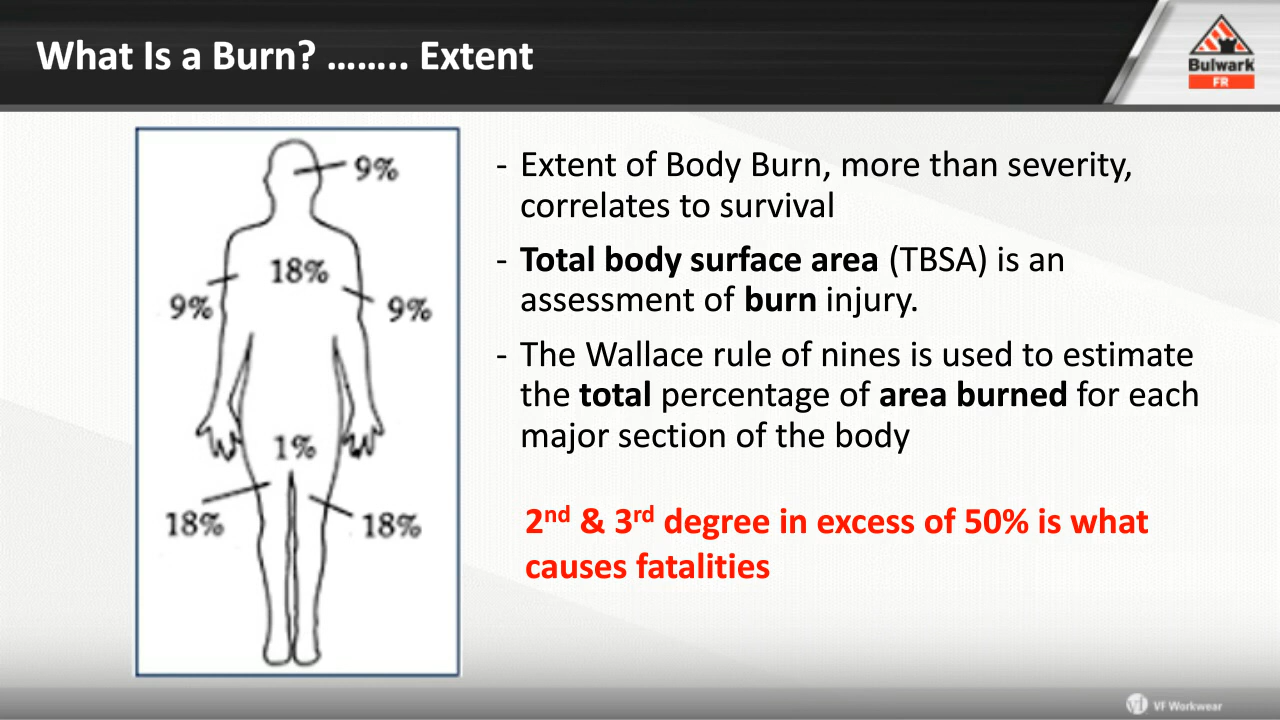 What Is a Burn? …….. Extent
Bulwark
FR
9%
18%
9%
9%
1%
18%
18%
- Extent of Body Burn, more than severity,
correlates to survival
- Total body surface area (TBSA) is an
assessment of burn injury.
- The Wallace rule of nines is used to estimate
the total percentage of area burned for each
major section of the body
2nd & 3rd degree in excess of 50% is what
causes fatalities
VF Workwear